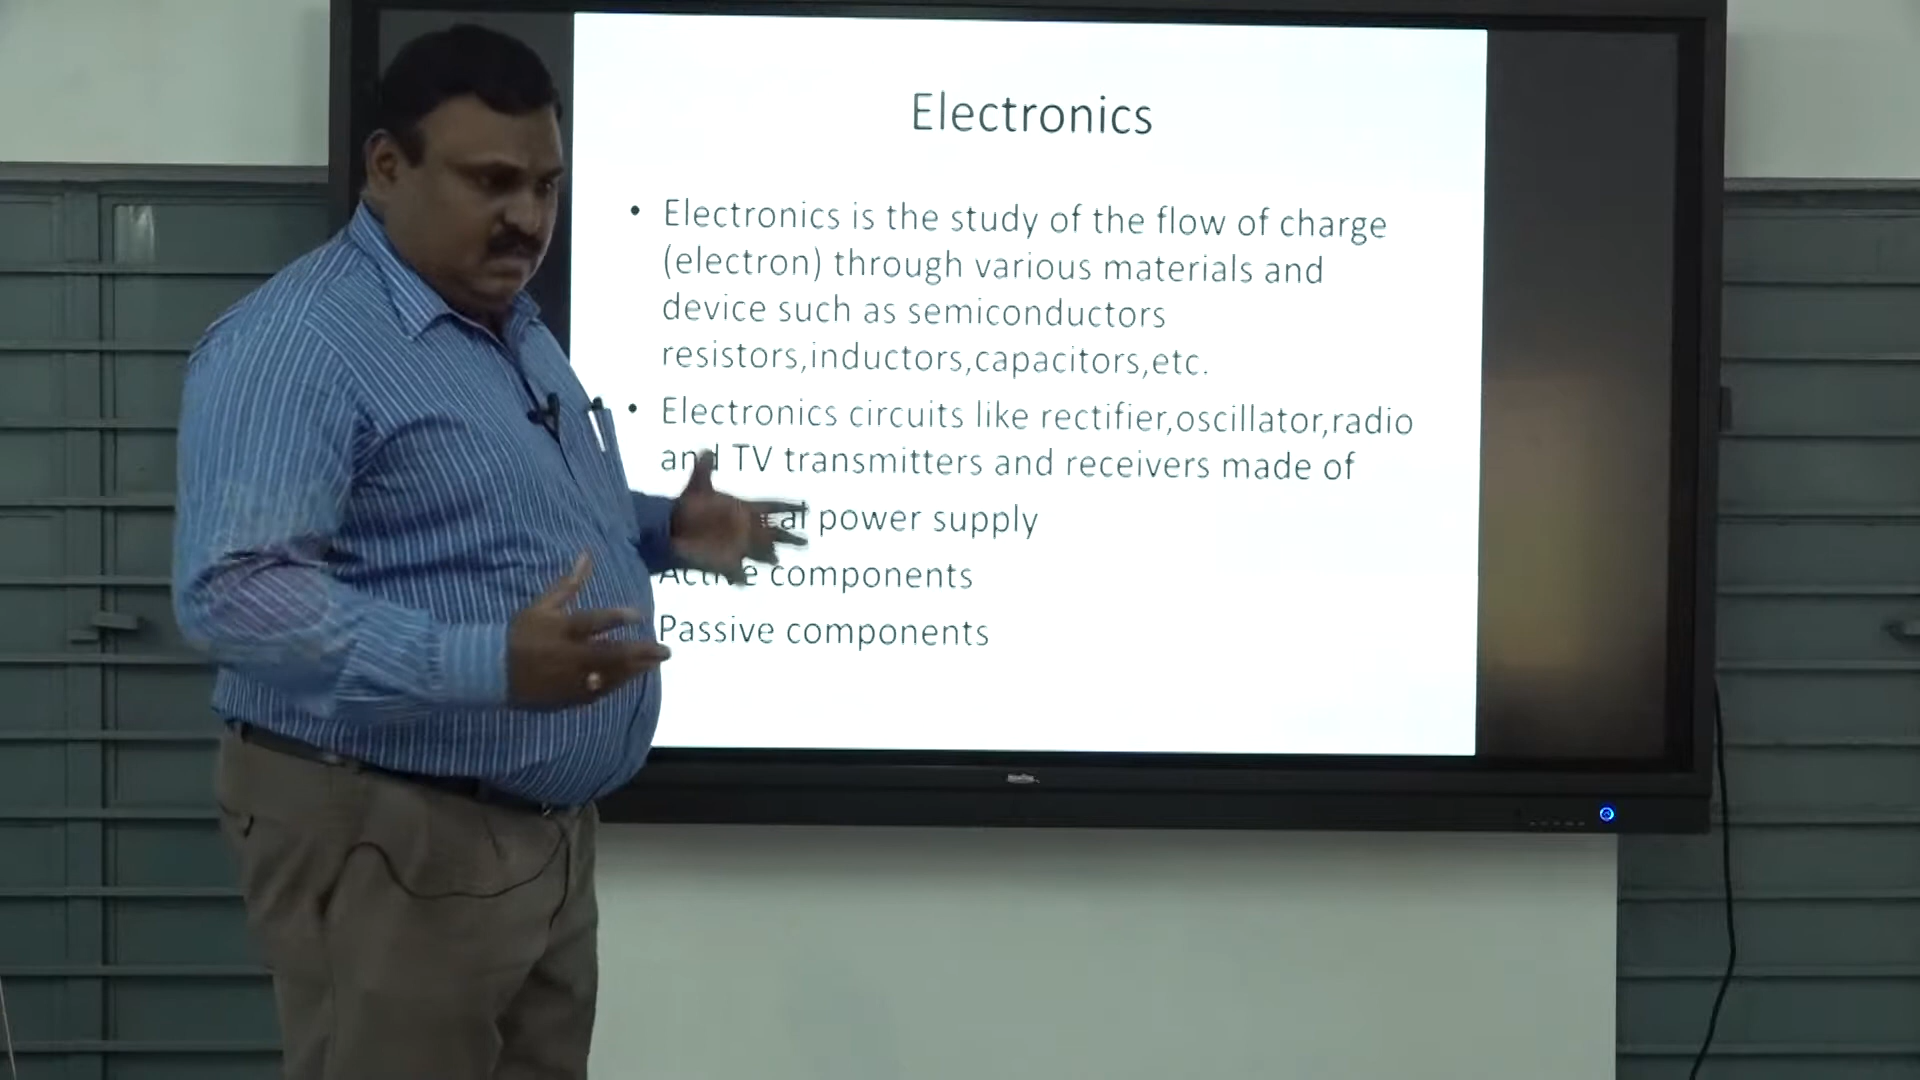 Electronics
• Electronics is the study of the flow of charge
(electron) through various materials and
device such as semiconductors
resistors,inductors,capacitors,etc.
• Electronics circuits like rectifier,oscillator,radio
and TV transmitters and receivers made of
power supply
Active components
Passive components